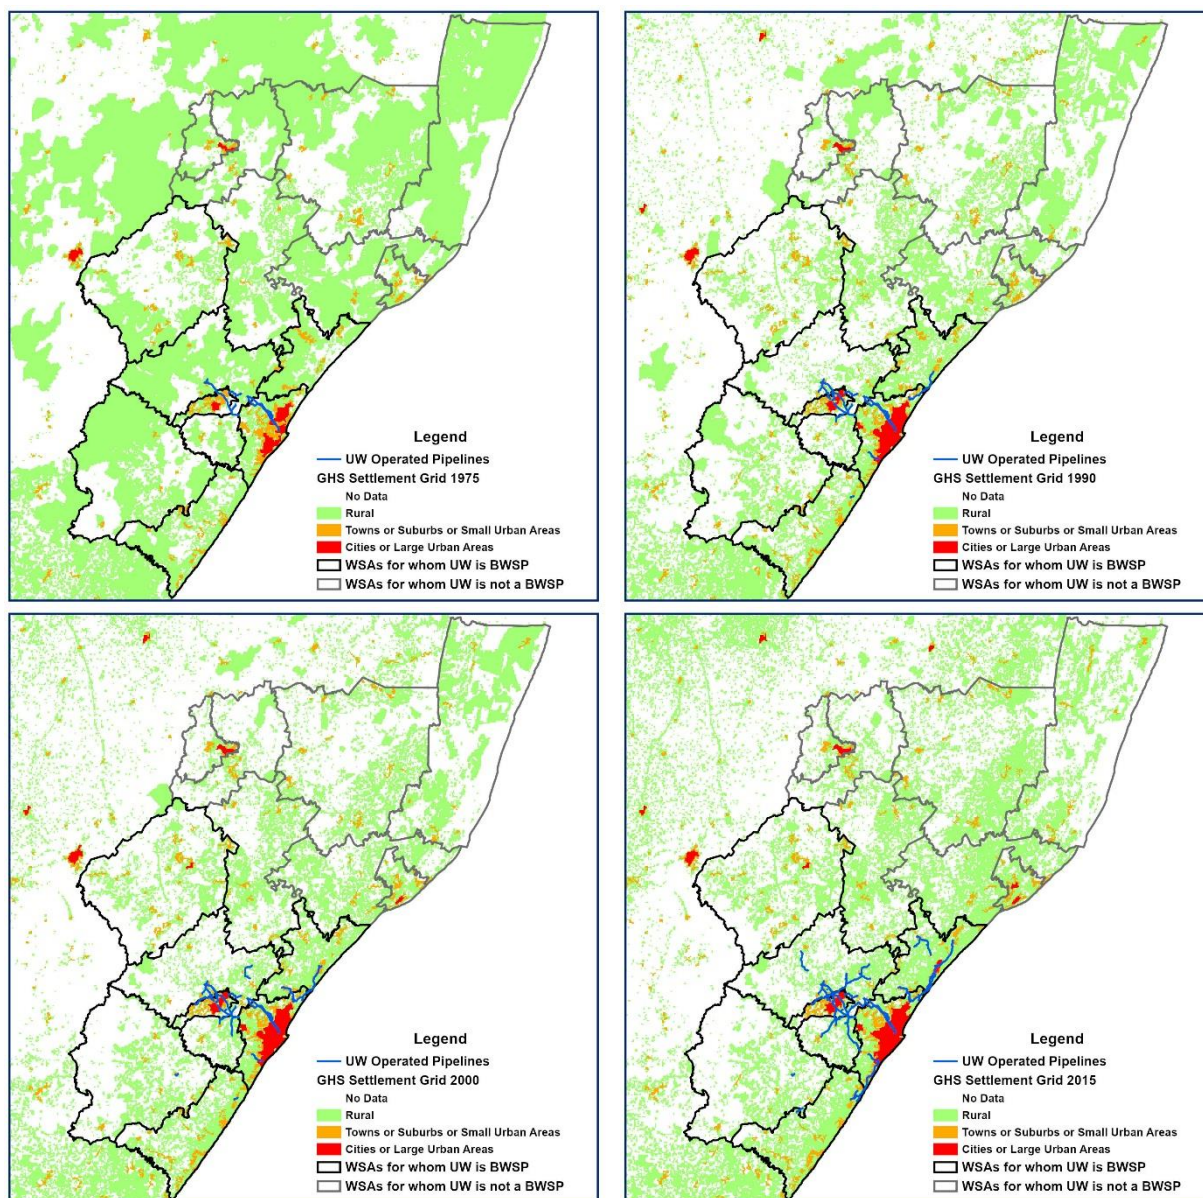 Legend
UW Operated Pipelines
GHS Settlement Grid 1975
No Data
Rural
Towns or Suburbs or Small Urban Areas
Cities or Large Urban Areas
WSAs for whom UW is BWSP
WSAs for whom UW is not a BWSP
Legend
UW Operated Pipelines
GHS Settlement Grid 1990
No Data
Rural
Towns or Suburbs or Small Urban Areas
Cities or Large Urban Areas
WSAs for whom UW is BWSP
WSAs for whom UW is not a BWSP
Legend
UW Operated Pipelines
GHS Settlement Grid 2000
No Data
Rural
Towns or Suburbs or Small Urban Areas
Cities or Large Urban Areas
WSAs for whom UW is BWSP
WSAs for whom UW is not a BWSP
Legend
UW Operated Pipelines
GHS Settlement Grid 2015
No Data
Rural
Towns or Suburbs or Small Urban Areas
Cities or Large Urban Areas
WSAs for whom UW is BWSP
WSAs for whom UW is not a BWSP